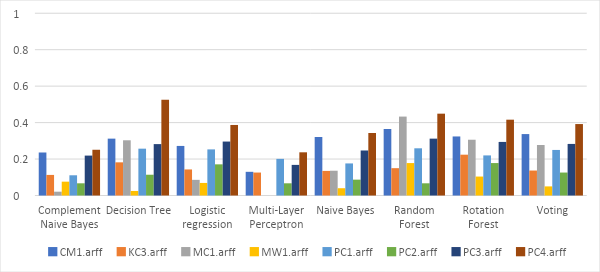 1
0.8
0.6
0.4
0.2
0
Complement Naive Bayes
Decision Tree
Logistic regression
Multi-Layer Perceptron
Naive Bayes
Random Forest
Rotation Forest
Voting
CM1.arff KC3.arff MC1.arff MW1.arff PC1.arff PC2.arff PC3.arff PC4.arff